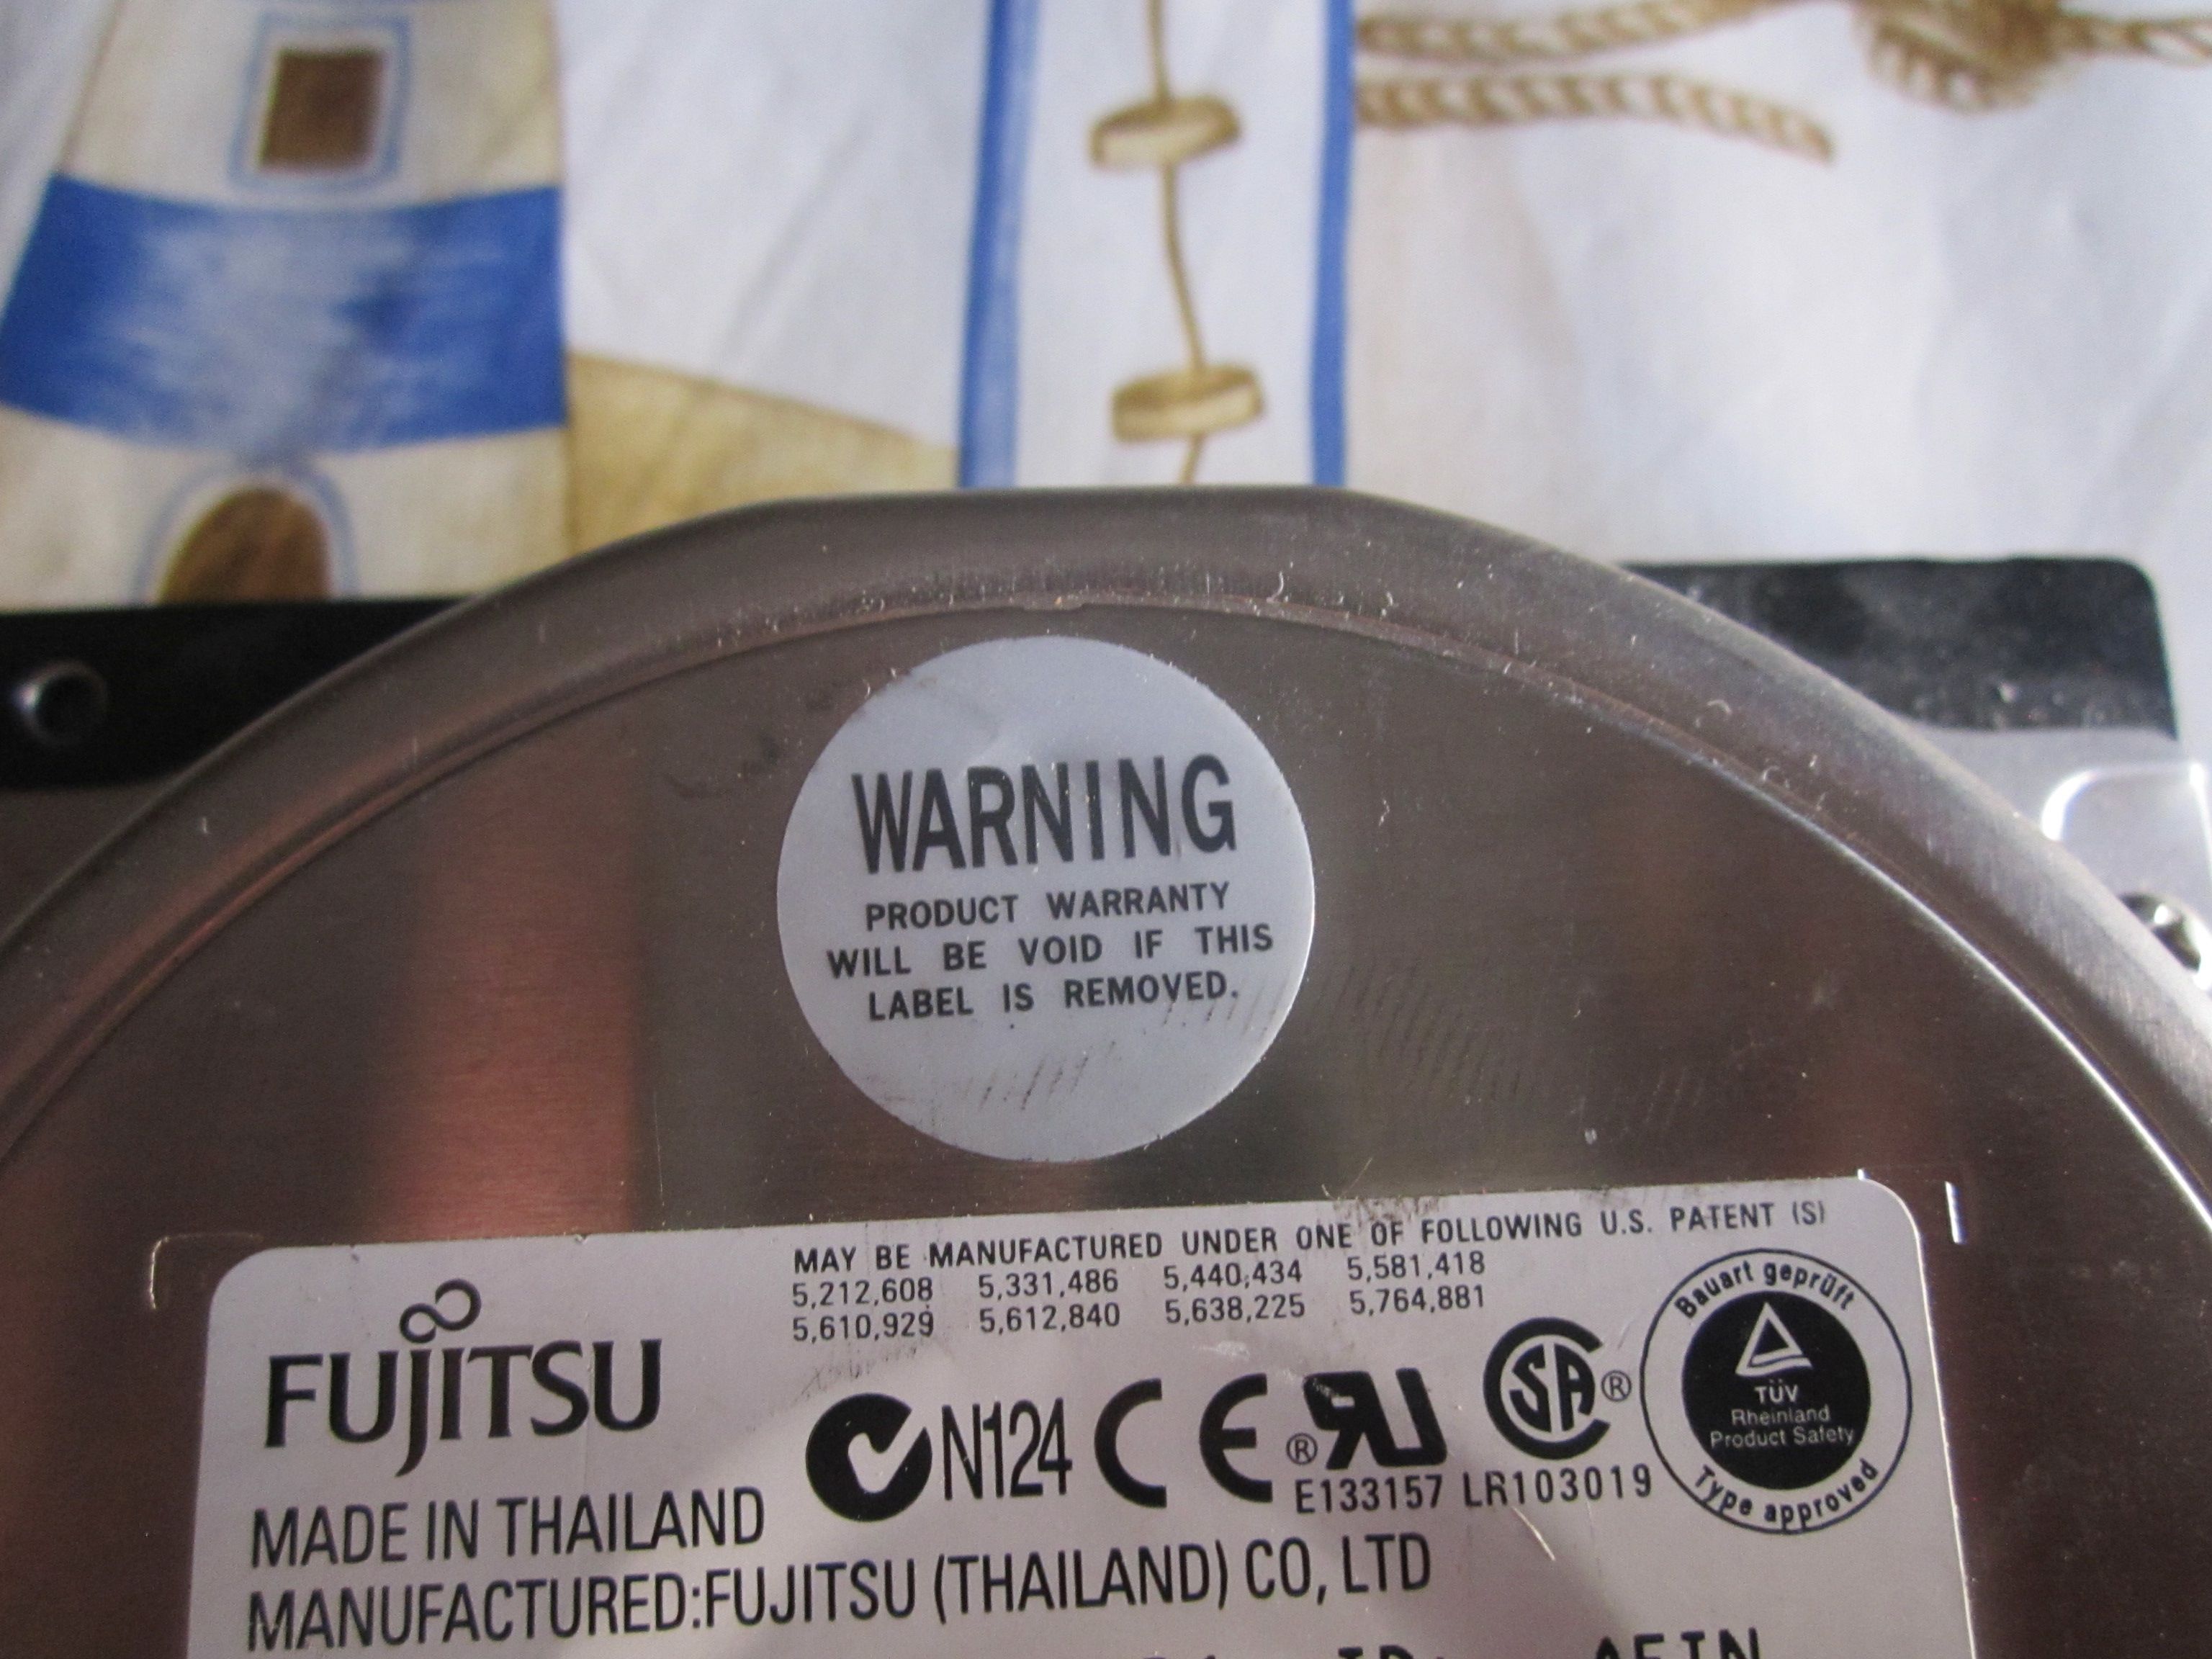 WARNING
PRODUCT WARRANTY
WILL BE VOID IF THIS
LABEL IS REMOVED.
MAY BE MANUFACTURED UNDER ONE OF FOLLOWING U.S. PATENT (S)
5,212,608 5,331,486 5,440,434 5,581,418
5,610,929 5,612,840 5,638,225 5,764,881
FUJITSU
N124 CE ® UR SA ®
E133157 LR103019
Bauart geprüft
TÜV
Rheinland
Product Safety
Type approved
MADE IN THAILAND
MANUFACTURED:FUJITSU (THAILAND) CO, LTD